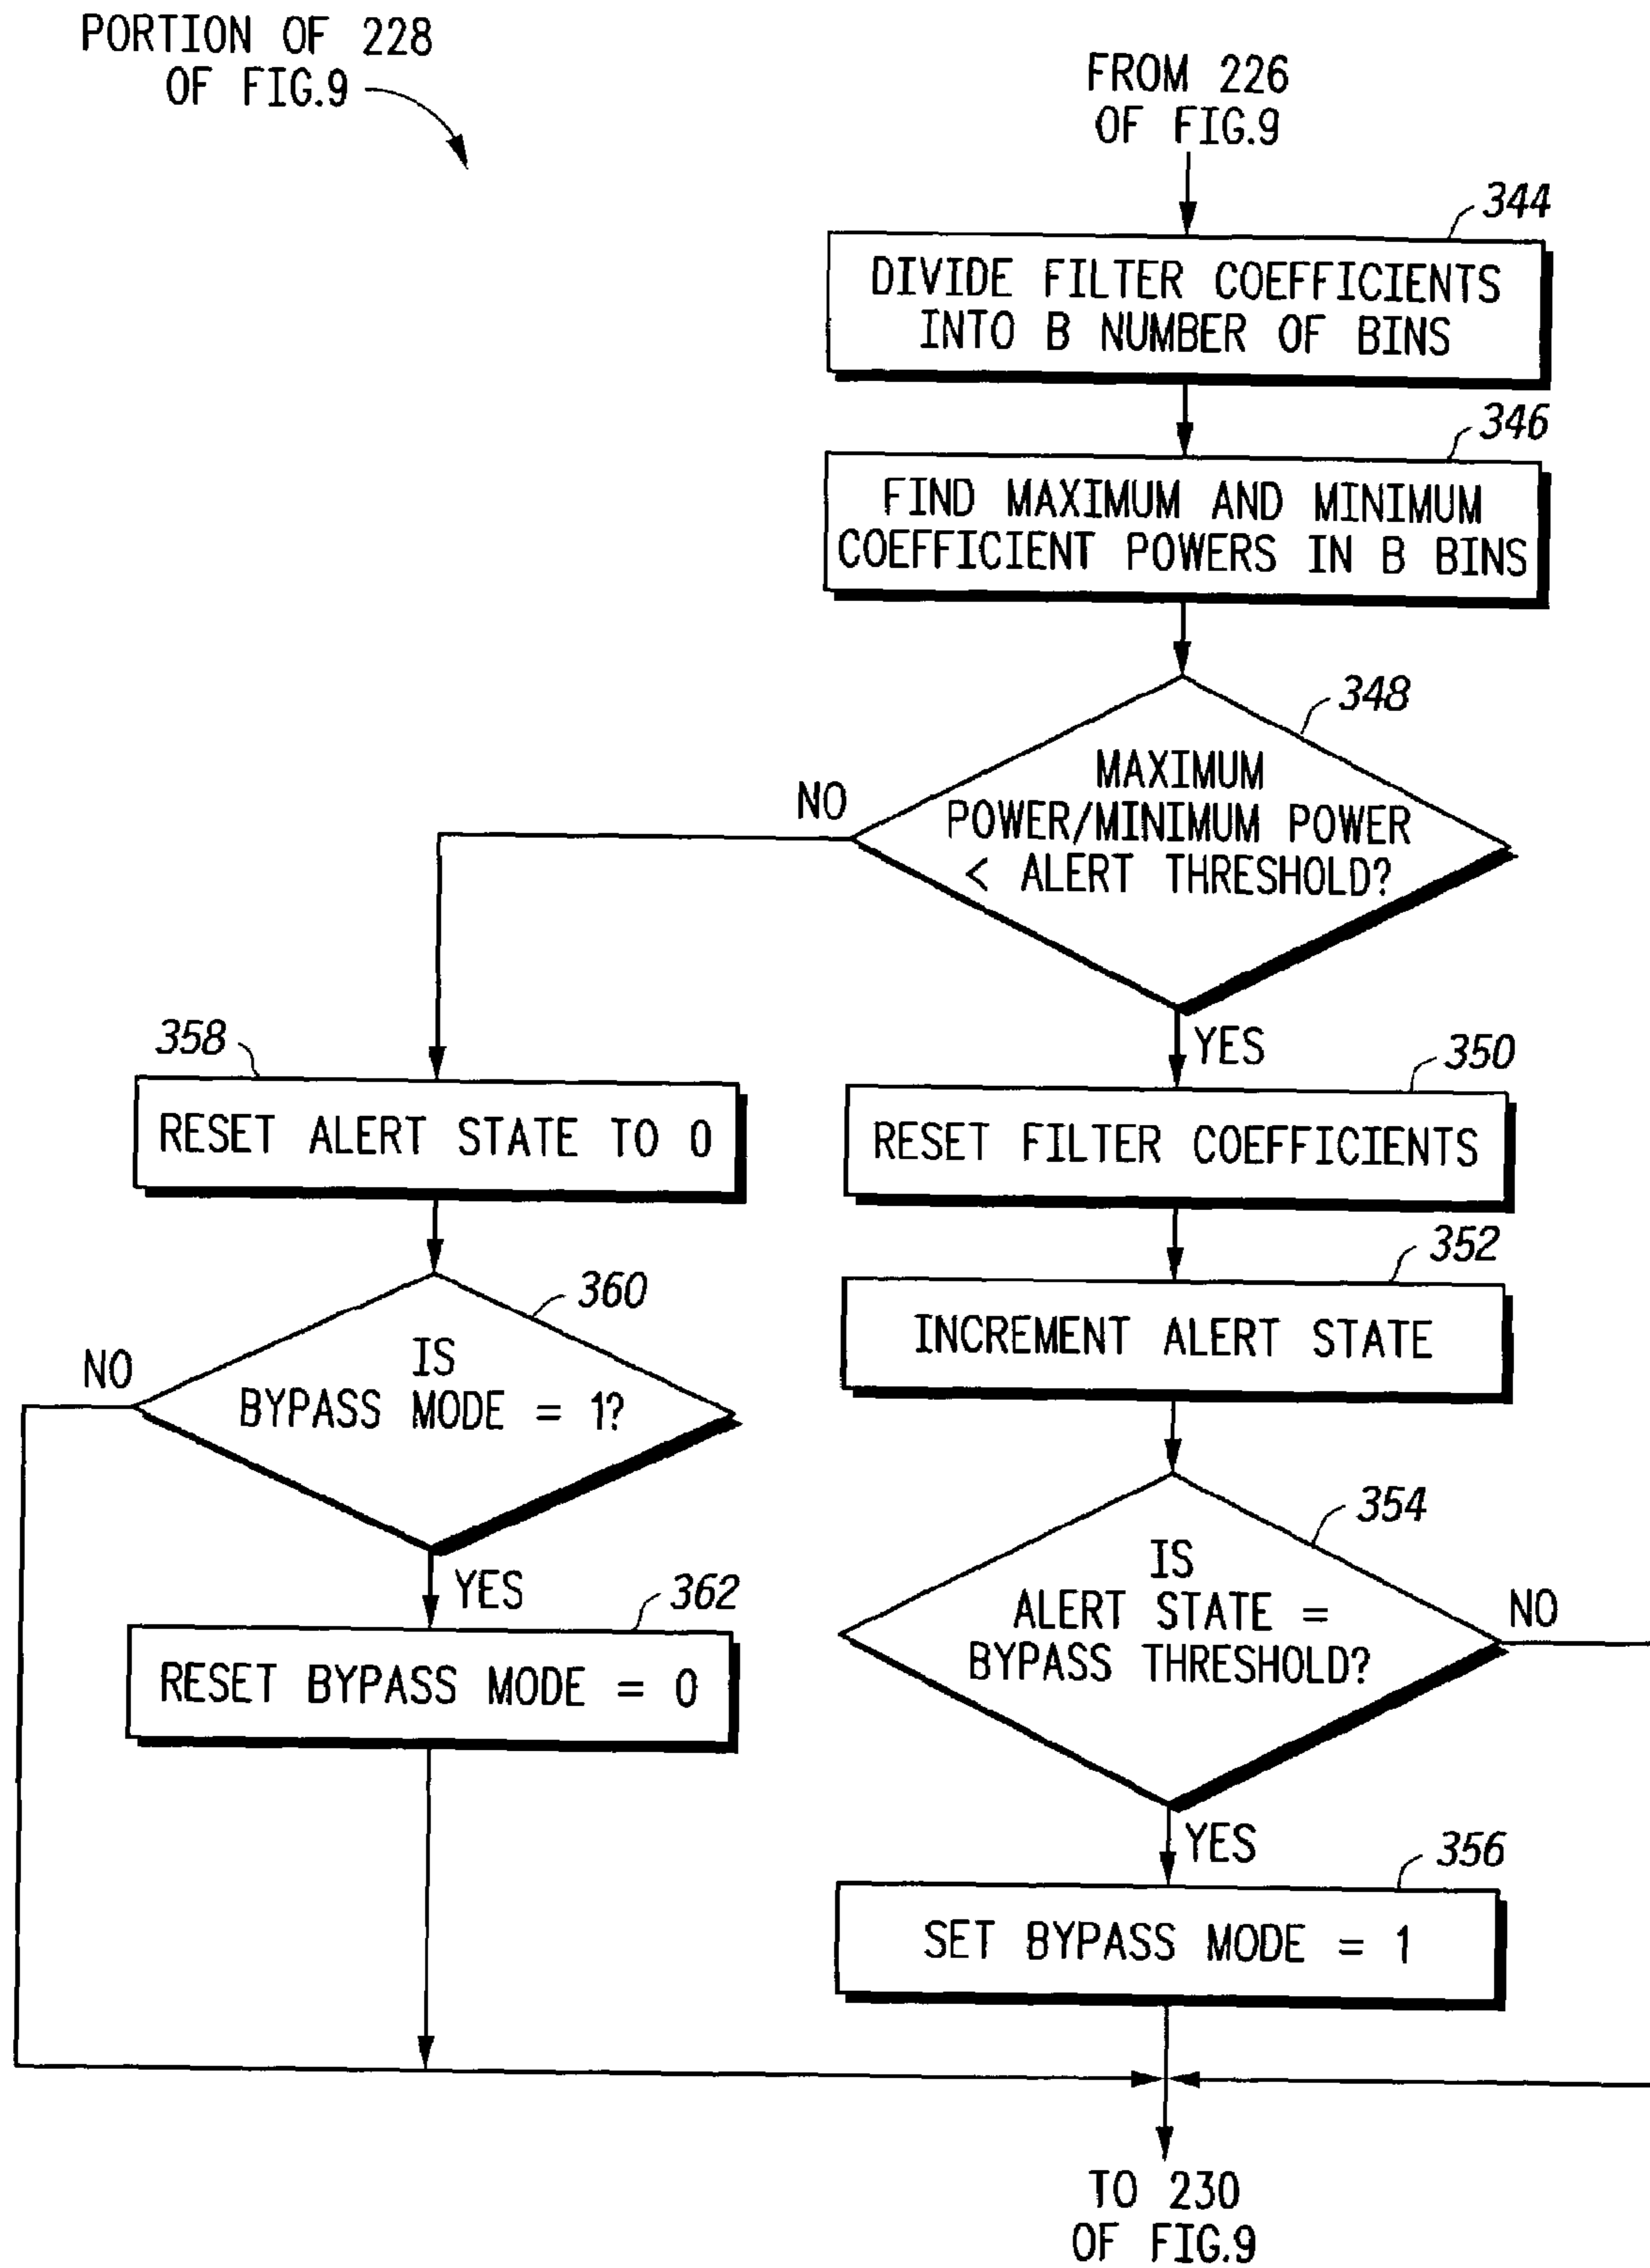 PORTION OF 228
OF FIG.9
FROM 226
OF FIG.9
344
DIVIDE FILTER COEFFICIENTS
INTO B NUMBER OF BINS
346
FIND MAXIMUM AND MINIMUM
COEFFICIENT POWERS IN B BINS
348
MAXIMUM
POWER/MINIMUM POWER
< ALERT THRESHOLD?
NO
YES
358
RESET ALERT STATE TO 0
350
RESET FILTER COEFFICIENTS
352
INCREMENT ALERT STATE
360
IS
BYPASS MODE = 1?
NO
YES
354
IS
ALERT STATE =
BYPASS THRESHOLD?
NO
YES
362
RESET BYPASS MODE = 0
356
SET BYPASS MODE = 1
TO 230
OF FIG.9